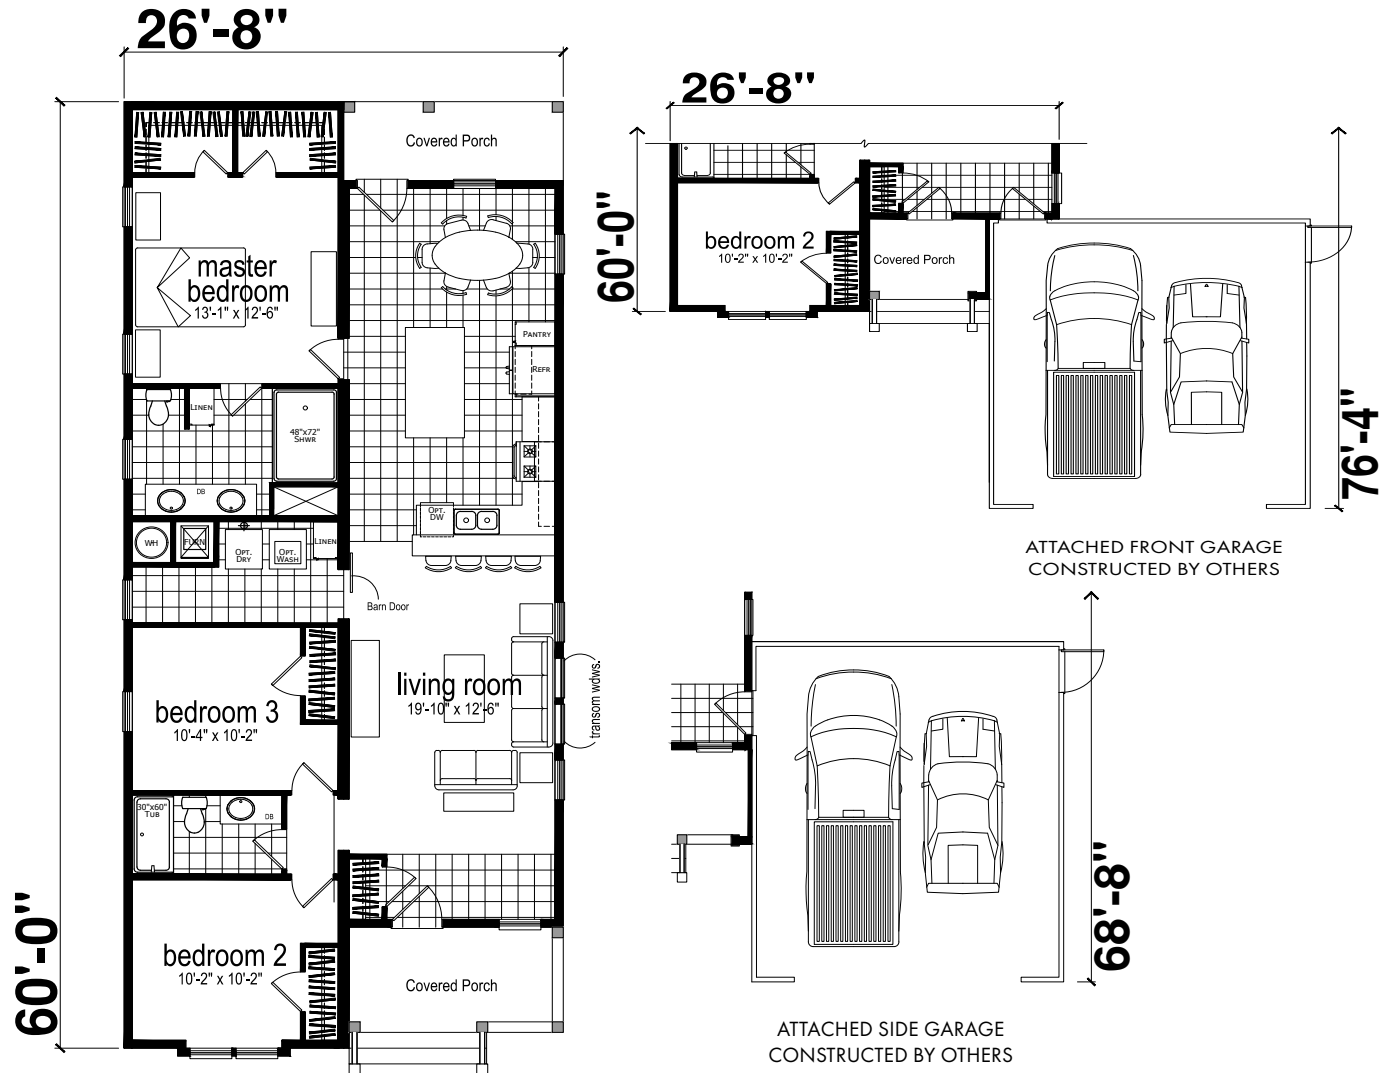 26'-8"
60'-0"
Covered Porch
master
bedroom
13'-1" x 12'-6"
PANTRY
REFR
LINEN
48"x72"
SHWR
DB
OPT.
DW
WH
FURN
OPT.
DRY
OPT.
WASH
LINEN
Barn Door
living room
19'-10" x 12'-6"
transom wdws.
bedroom 3
10'-4" x 10'-2"
30"x60"
TUB
DB
bedroom 2
10'-2" x 10'-2"
Covered Porch
26'-8"
60'-0"
bedroom 2
10'-2" x 10'-2"
Covered Porch
76'-4"
ATTACHED FRONT GARAGE
CONSTRUCTED BY OTHERS
68'-8"
ATTACHED SIDE GARAGE
CONSTRUCTED BY OTHERS